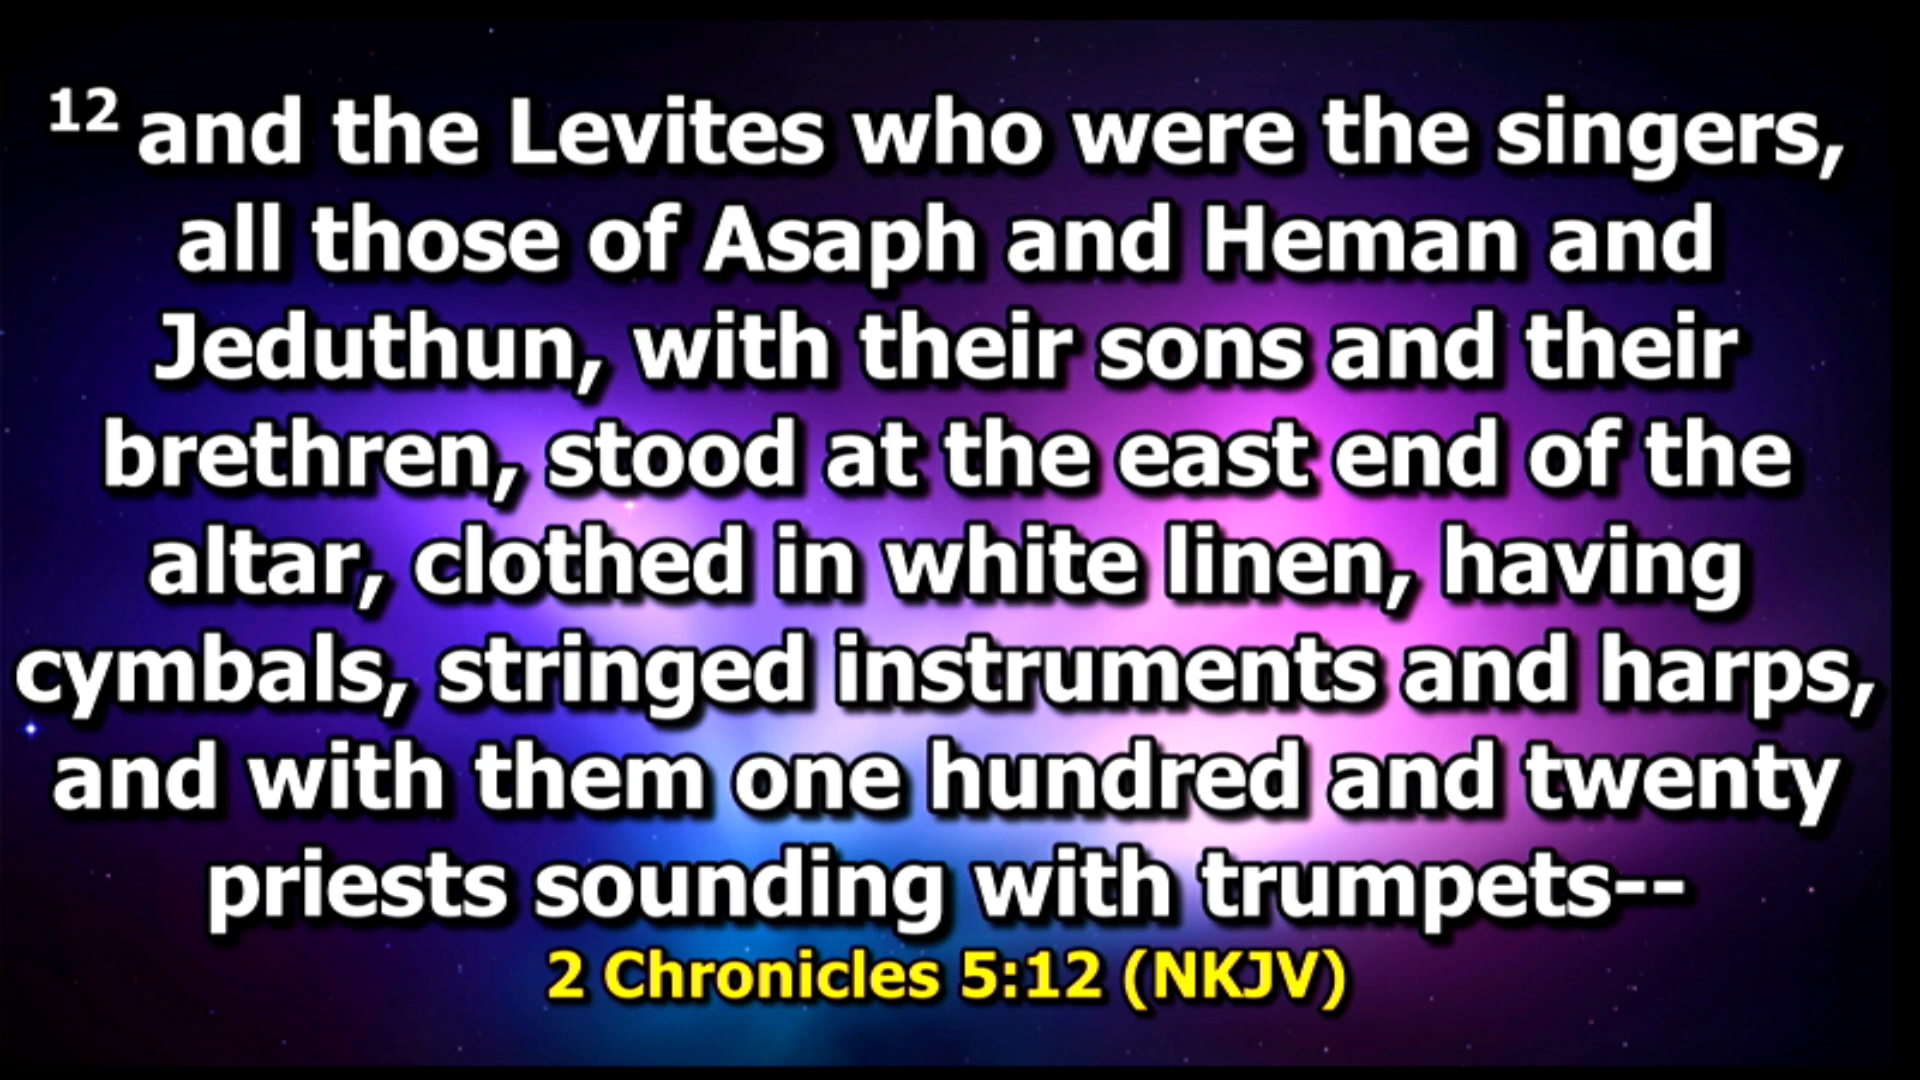 12 and the Levites who were the singers,
all those of Asaph and Heman and
Jeduthun, with their sons and their
brethren, stood at the east end of the
altar, clothed in white linen, having
cymbals, stringed instruments and harps,
and with them one hundred and twenty
priests sounding with trumpets--
2 Chronicles 5:12 (NKJV)